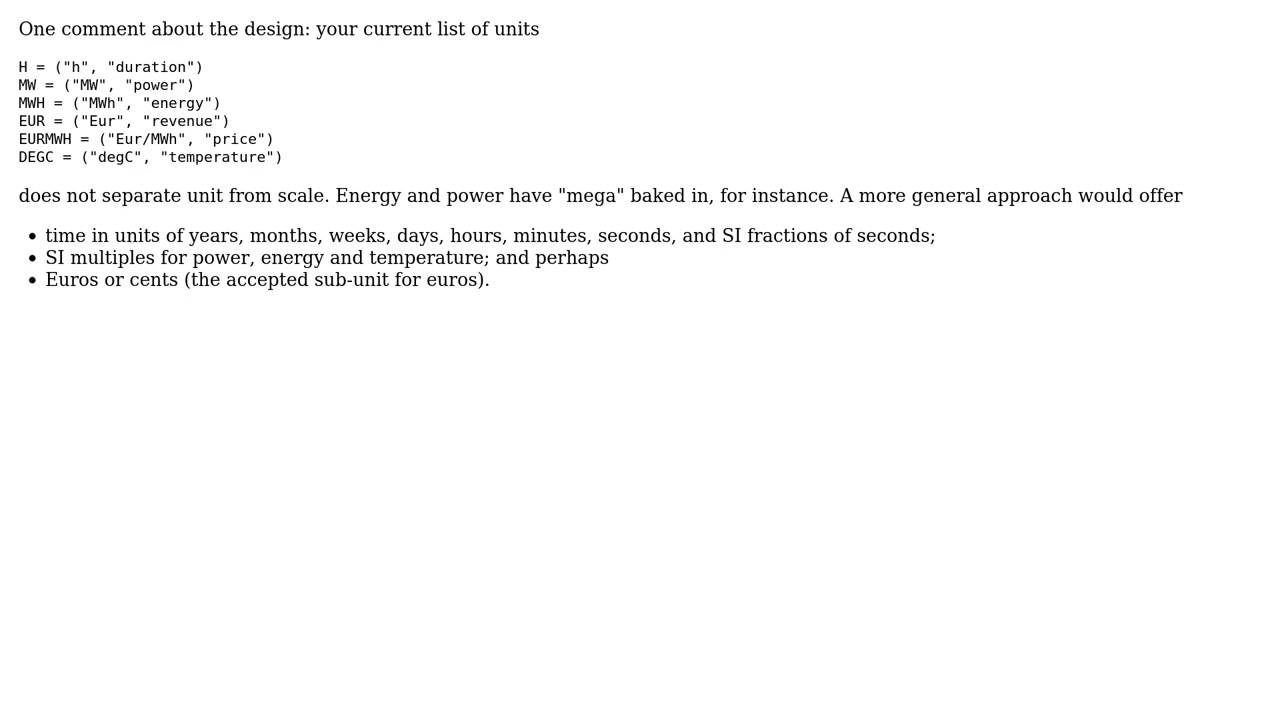 One comment about the design: your current list of units
H = ("h", "duration")
MW = ("MW", "power")
MWH = ("MWh", "energy")
EUR = ("Eur", "revenue")
EURMWH = ("Eur/MWh", "price")
DEGC = ("degC", "temperature")
does not separate unit from scale. Energy and power have "mega" baked in, for instance. A more general approach would offer
• time in units of years, months, weeks, days, hours, minutes, seconds, and SI fractions of seconds;
• SI multiples for power, energy and temperature; and perhaps
• Euros or cents (the accepted sub-unit for euros).